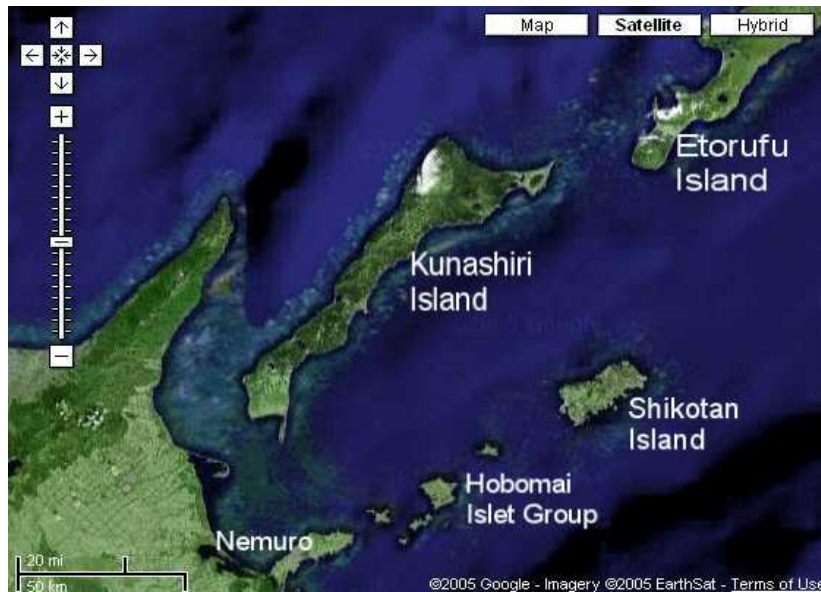 Map Satellite Hybrid
Etorufu
Island
Kunashiri
Island
Shikotan
Island
Hobomai
Islet Group
Nemuro
20 mi
50 km
©2005 Google - Imagery ©2005 EarthSat - Terms of Use